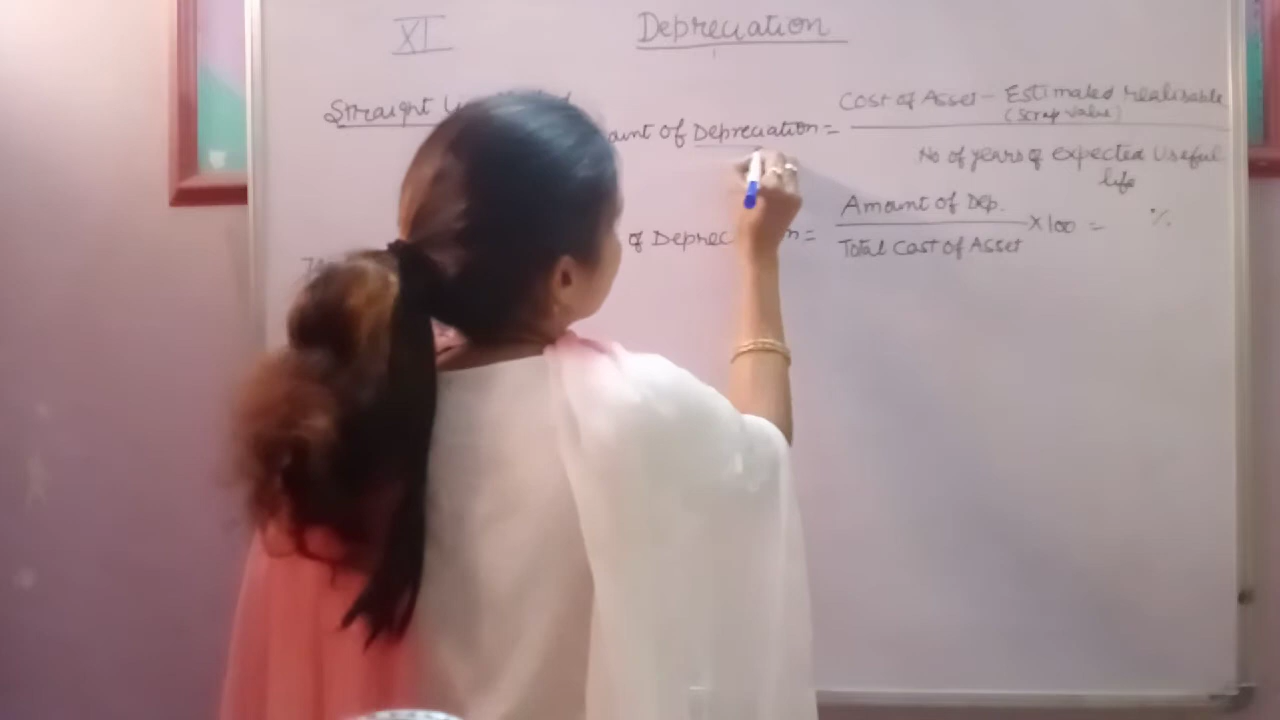 XI
Depreciation
Straight
of Depreciation = Cost of Asset - Estimated realisable
(scrap value)
No of years of expected Useful
life
of Deprec n = Amount of Dep. × 100 = %
Total Cost of Asset